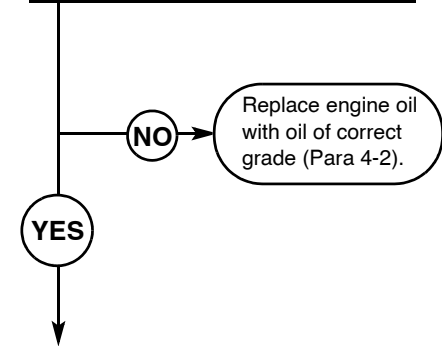 NO
Replace engine oil
with oil of correct
grade (Para 4-2).
YES